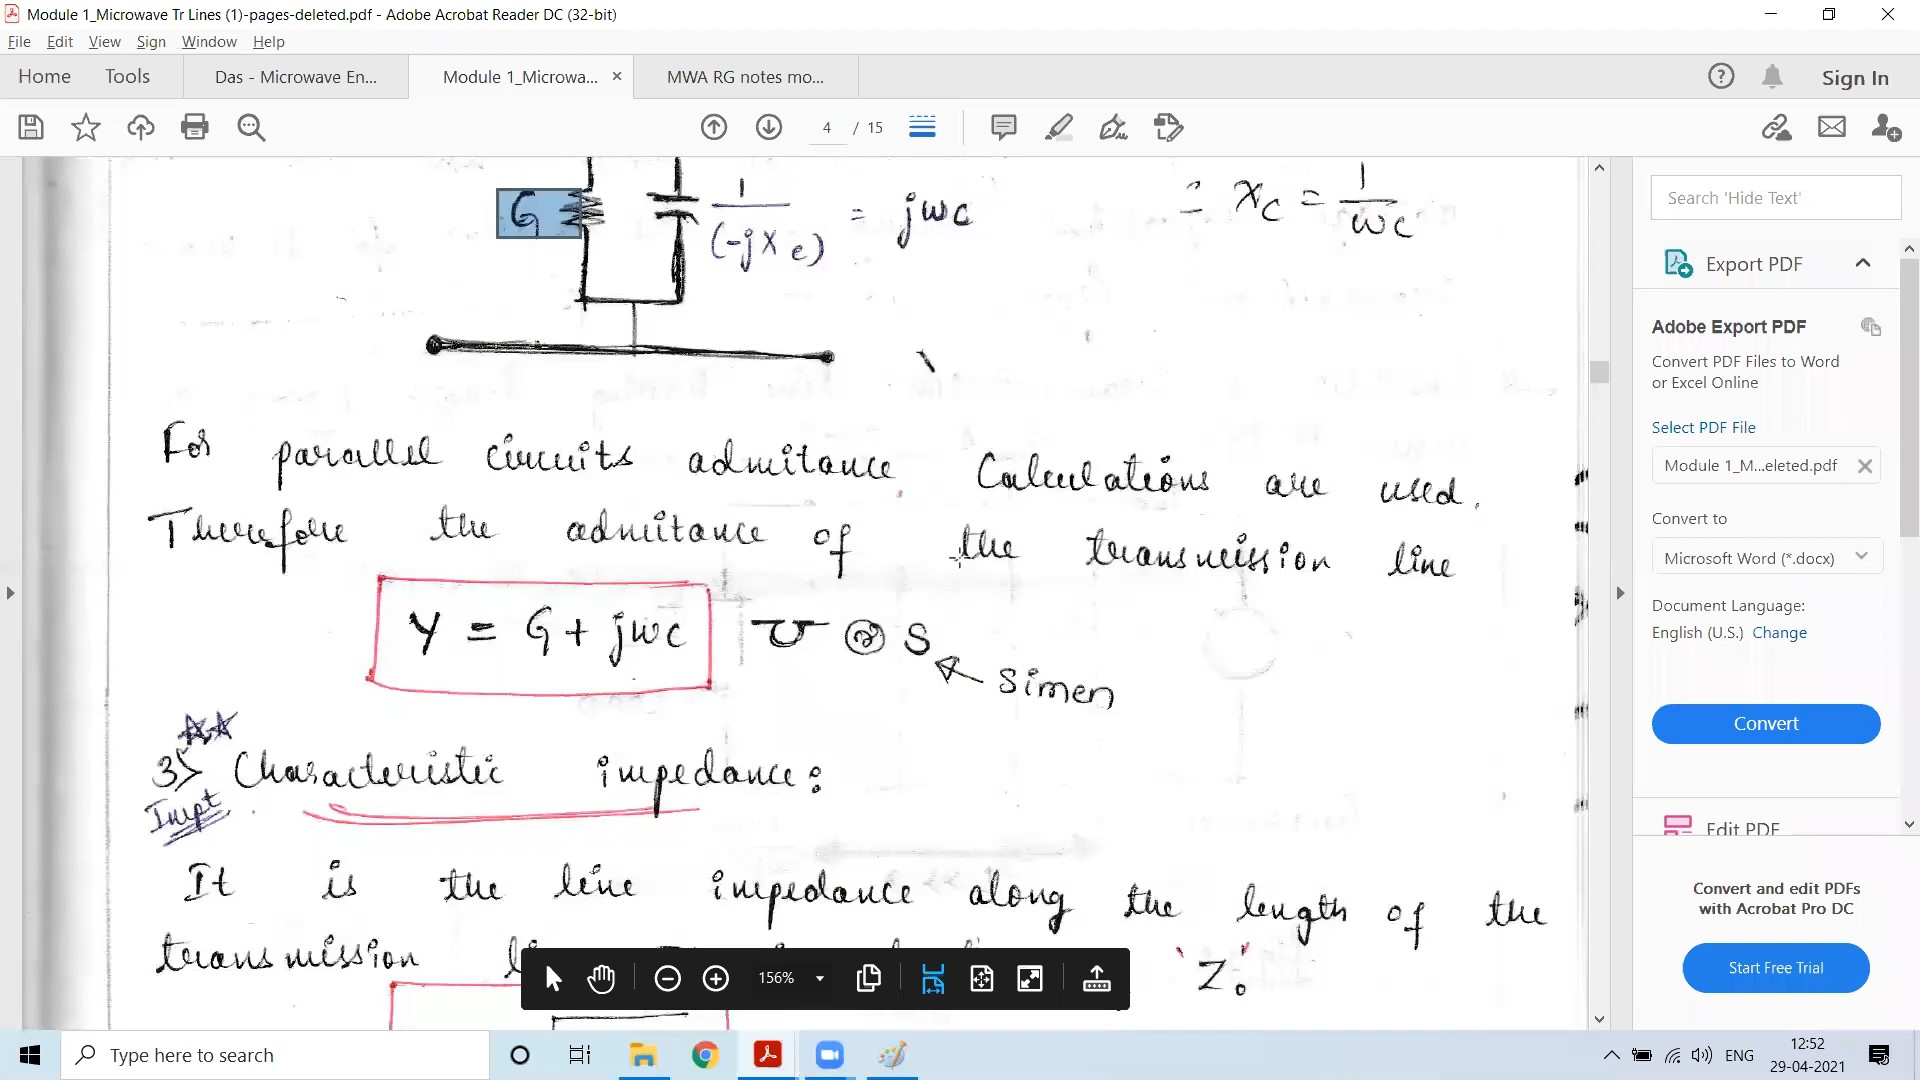 Module 1_Microwave Tr Lines (1)-pages-deleted.pdf - Adobe Acrobat Reader DC (32-bit)
File Edit View Sign Window Help
Home Tools Das - Microwave En... Module 1_Microwa... × MWA RG notes mo... Sign In
4 / 15
G 1/(-jXc) = jωc ∴ Xc = 1/ωc
For parallel circuits admitance Calculations are used.
Therefore the admitance of the transmission line
Y = G + jωc ℧ or S
simen
3> Characteristic impedance:
Impt
It is the line impedance along the length of the
transmission
Z₀
156%
Search 'Hide Text'
Export PDF
Adobe Export PDF
Convert PDF Files to Word
or Excel Online
Select PDF File
Module 1_M...eleted.pdf
Convert to
Microsoft Word (*.docx)
Document Language:
English (U.S.) Change
Convert
Edit PDF
Convert and edit PDFs
with Acrobat Pro DC
Start Free Trial
Type here to search
ENG
12:52
29-04-2021